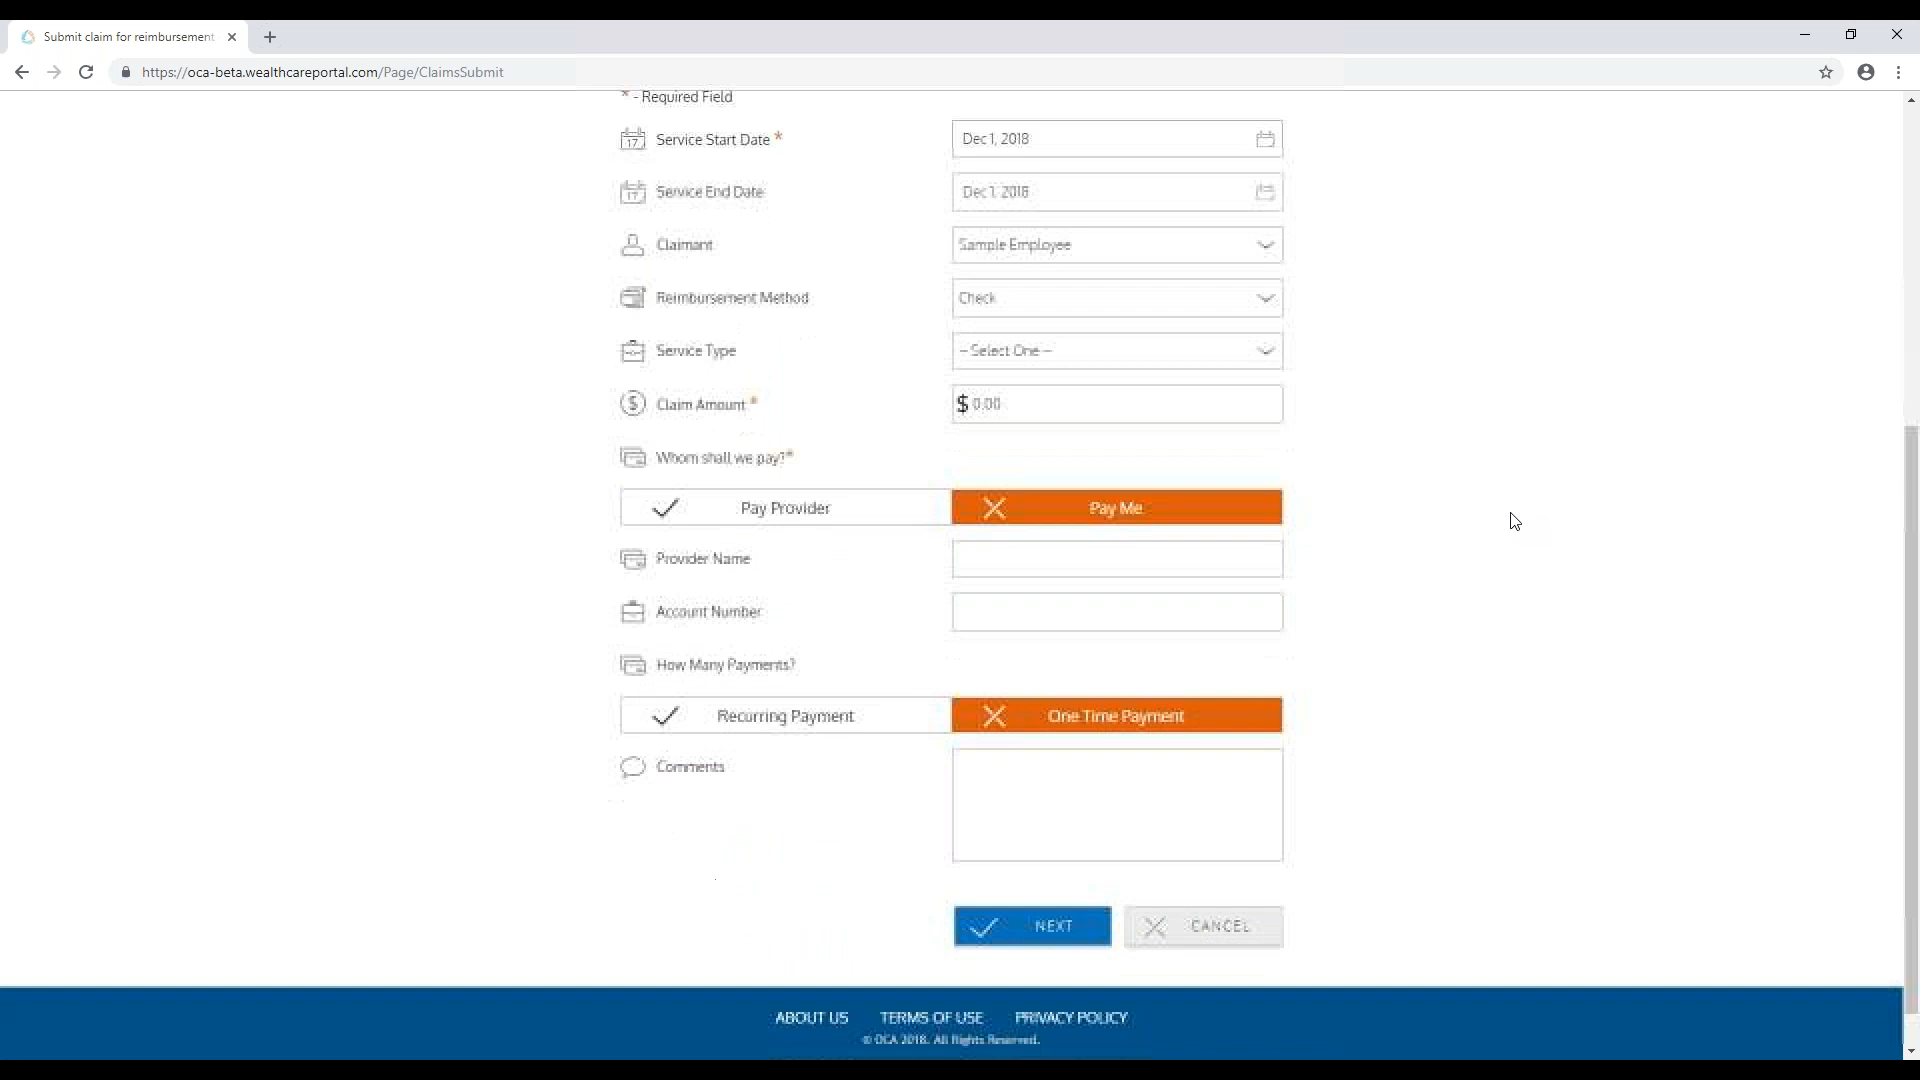 Submit claim for reimbursement
https://oca-beta.wealthcareportal.com/Page/ClaimsSubmit
* - Required Field
17 Service Start Date * Dec 1, 2018
17 Service End Date Dec 1, 2018
Claimant Sample Employee
Reimbursement Method Check
Service Type -- Select One --
$ Claim Amount * $ 0.00
Whom shall we pay?*
Pay Provider Pay Me
Provider Name
Account Number
How Many Payments?
Recurring Payment One Time Payment
Comments
NEXT CANCEL
ABOUT US TERMS OF USE PRIVACY POLICY
© OCA 2018. All Rights Reserved.